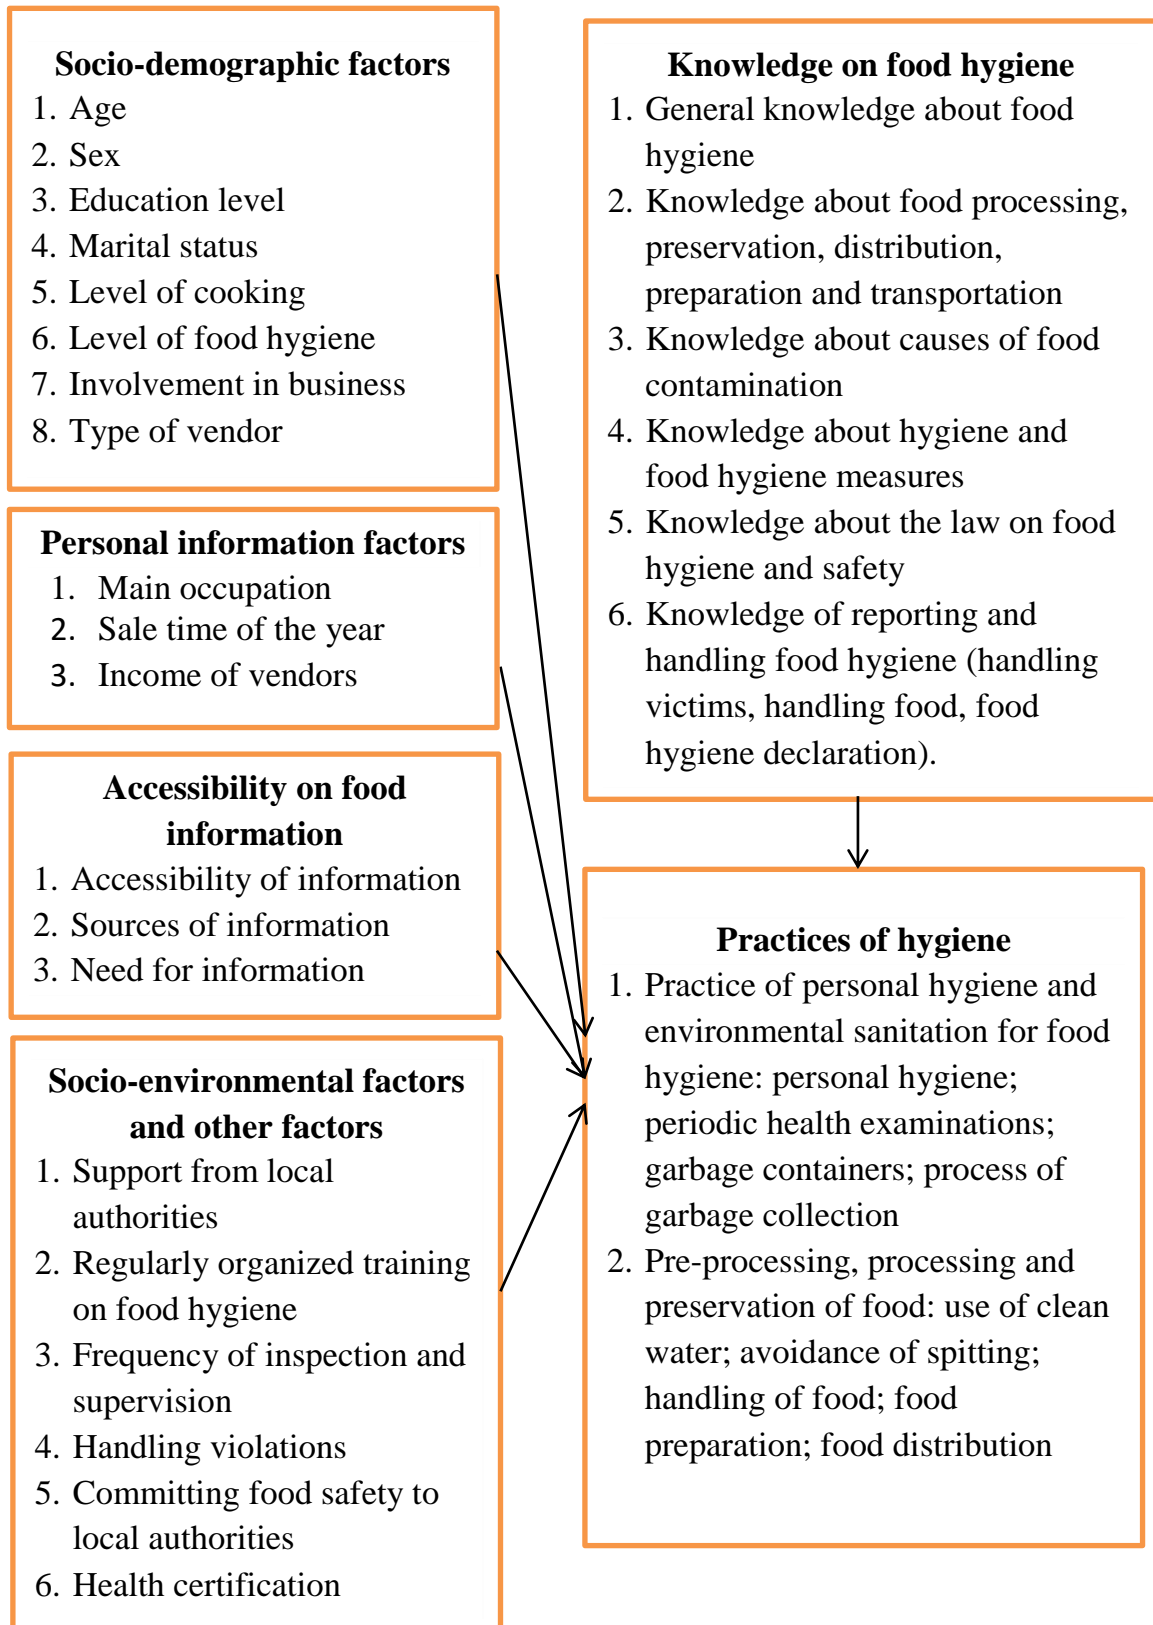 Socio-demographic factors
1. Age
2. Sex
3. Education level
4. Marital status
5. Level of cooking
6. Level of food hygiene
7. Involvement in business
8. Type of vendor
Personal information factors
1. Main occupation
2. Sale time of the year
3. Income of vendors
Accessibility on food
information
1. Accessibility of information
2. Sources of information
3. Need for information
Socio-environmental factors
and other factors
1. Support from local
authorities
2. Regularly organized training
on food hygiene
3. Frequency of inspection and
supervision
4. Handling violations
5. Committing food safety to
local authorities
6. Health certification
Knowledge on food hygiene
1. General knowledge about food
hygiene
2. Knowledge about food processing,
preservation, distribution,
preparation and transportation
3. Knowledge about causes of food
contamination
4. Knowledge about hygiene and
food hygiene measures
5. Knowledge about the law on food
hygiene and safety
6. Knowledge of reporting and
handling food hygiene (handling
victims, handling food, food
hygiene declaration).
Practices of hygiene
1. Practice of personal hygiene and
environmental sanitation for food
hygiene: personal hygiene;
periodic health examinations;
garbage containers; process of
garbage collection
2. Pre-processing, processing and
preservation of food: use of clean
water; avoidance of spitting;
handling of food; food
preparation; food distribution